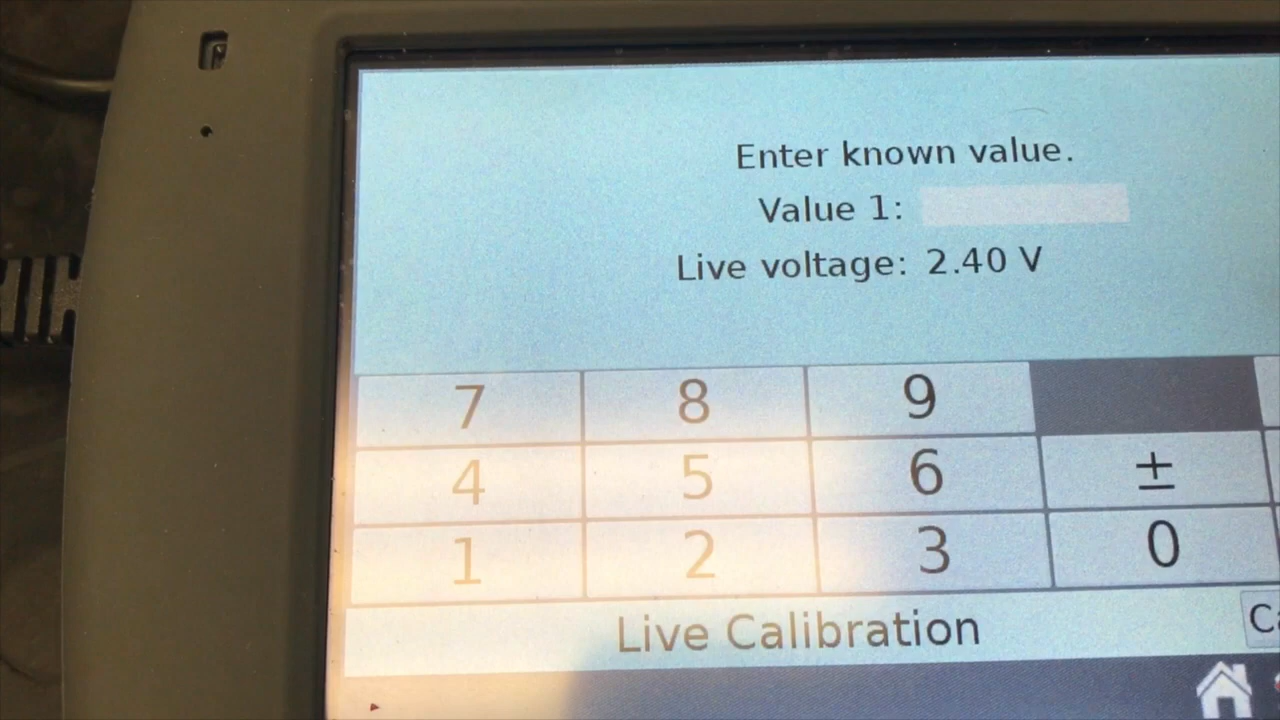 Enter known value.
Value 1:
Live voltage: 2.40 V
7 8 9
4 5 6 ±
1 2 3 0
Live Calibration